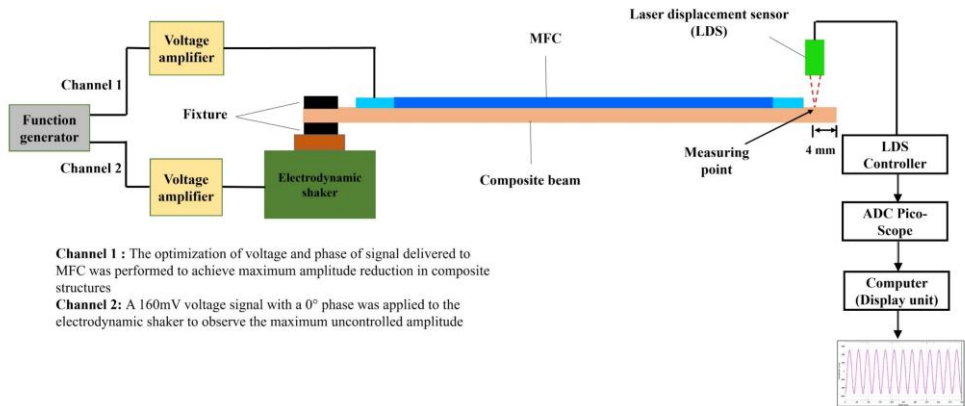 Laser displacement sensor
(LDS)
Voltage
amplifier
MFC
Channel 1
Fixture
Function
generator
4 mm
Measuring
point
LDS
Controller
Channel 2
Voltage
amplifier
Electrodynamic
shaker
Composite beam
ADC Pico-
Scope
Channel 1 : The optimization of voltage and phase of signal delivered to
MFC was performed to achieve maximum amplitude reduction in composite
structures
Channel 2: A 160mV voltage signal with a 0° phase was applied to the
electrodynamic shaker to observe the maximum uncontrolled amplitude
Computer
(Display unit)